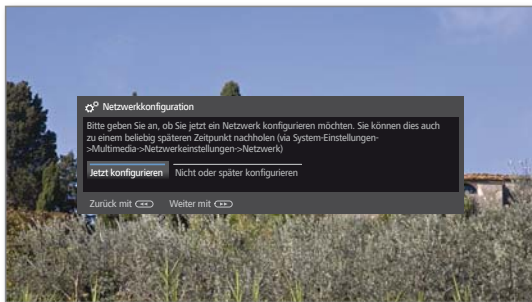 Netzwerkkonfiguration
Bitte geben Sie an, ob Sie jetzt ein Netzwerk konfigurieren möchten. Sie können dies auch
zu einem beliebig späteren Zeitpunkt nachholen (via System-Einstellungen-
>Multimedia->Netzwerkeinstellungen->Netzwerk)
Jetzt konfigurieren Nicht oder später konfigurieren
Zurück mit Weiter mit